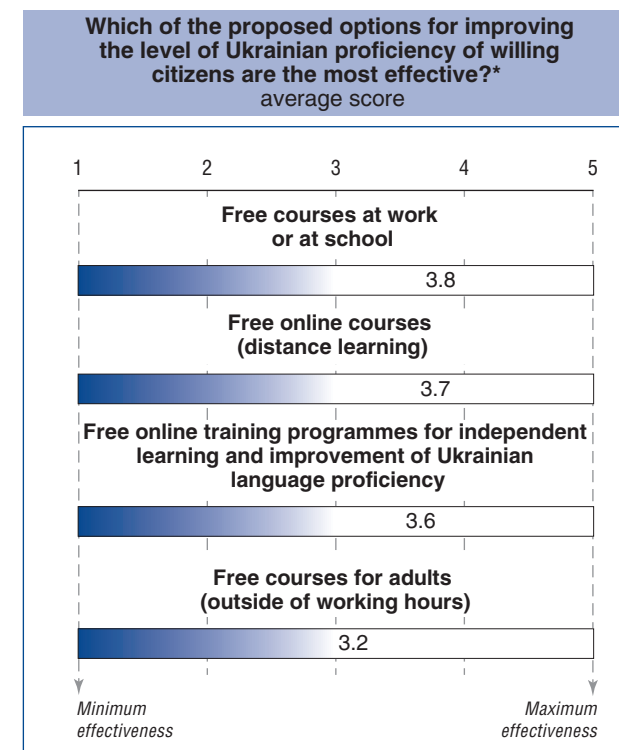 Which of the proposed options for improving
the level of Ukrainian proficiency of willing
citizens are the most effective?*
average score
1 2 3 4 5
Free courses at work
or at school
3.8
Free online courses
(distance learning)
3.7
Free online training programmes for independent
learning and improvement of Ukrainian
language proficiency
3.6
Free courses for adults
(outside of working hours)
3.2
Minimum
effectiveness
Maximum
effectiveness